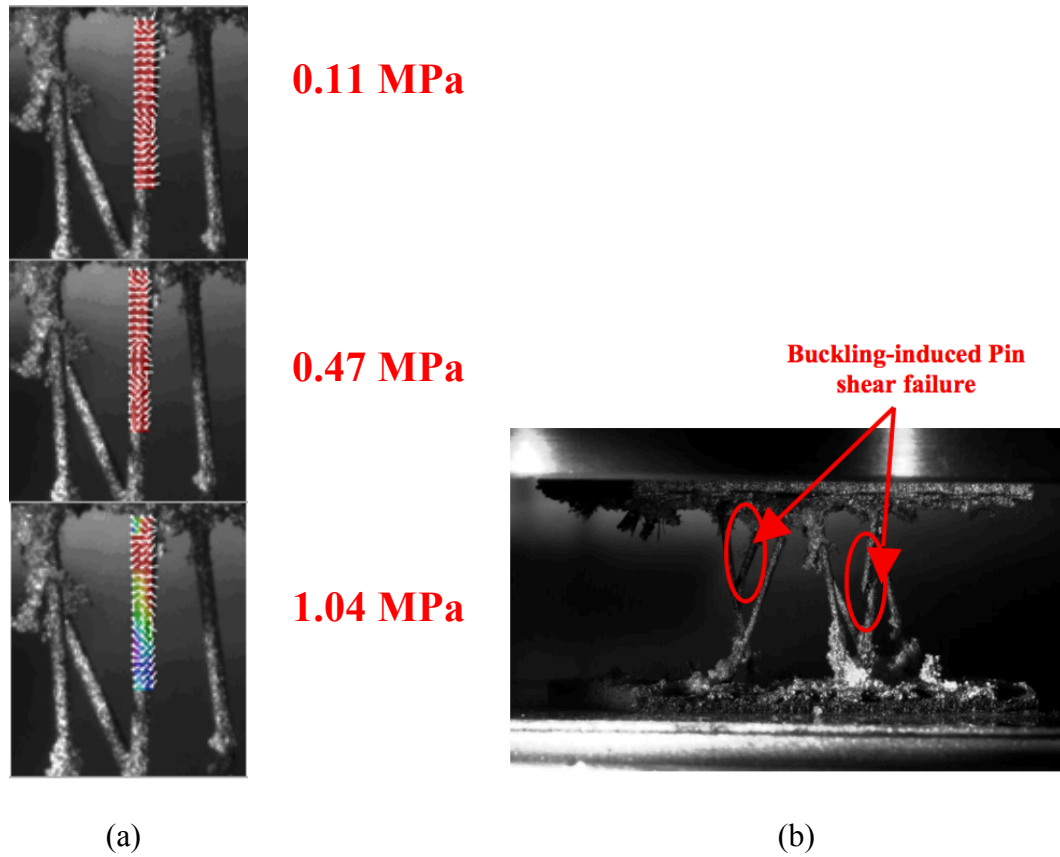 0.11 MPa
0.47 MPa
1.04 MPa
Buckling-induced Pin
shear failure
(a)
(b)